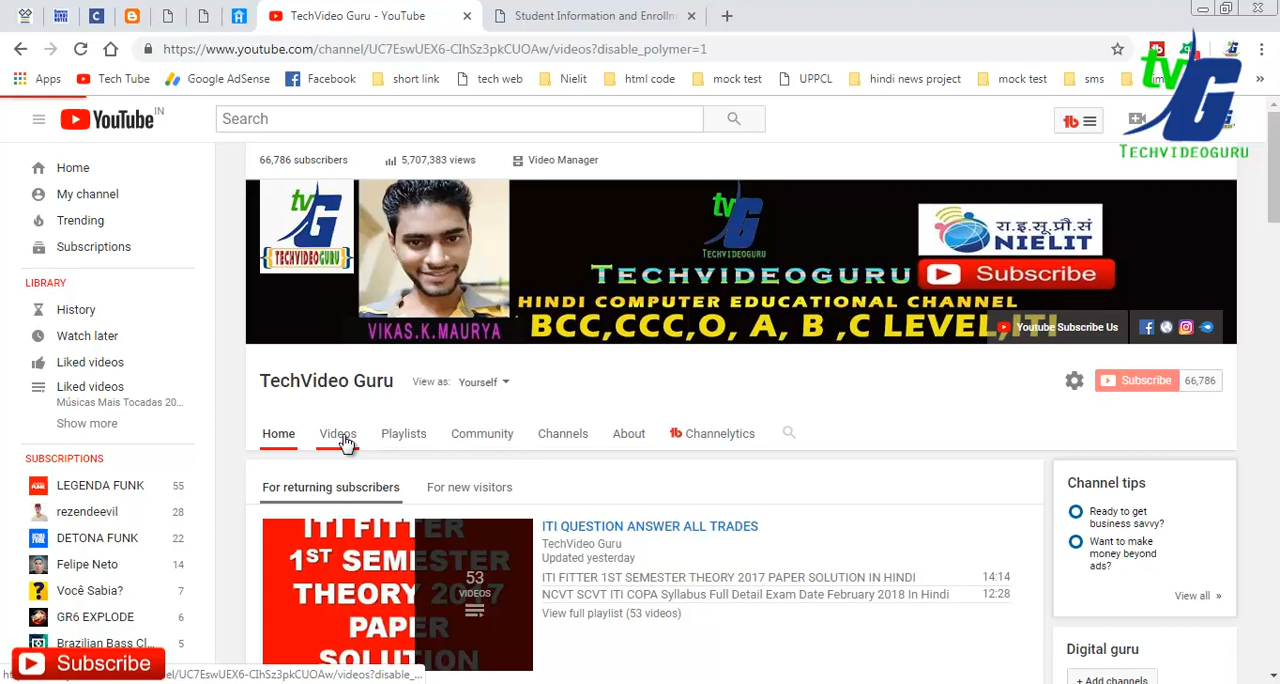 TechVideo Guru - YouTube
Student Information and Enrollm
https://www.youtube.com/channel/UC7EswUEX6-CIhSz3pkCUOAw/videos?disable_polymer=1
Apps
Tech Tube
Google AdSense
Facebook
short link
tech web
Nielit
html code
mock test
UPPCL
hindi news project
mock test
sms
tvG
TECHVIDEOGURU
YouTube IN
Search
Home
My channel
Trending
Subscriptions
LIBRARY
History
Watch later
Liked videos
Liked videos
Músicas Mais Tocadas 20...
Show more
SUBSCRIPTIONS
LEGENDA FUNK 55
rezendeevil 28
DETONA FUNK 22
Felipe Neto 14
Você Sabia? 7
GR6 EXPLODE 6
Brazilian Bass Cl... 5
Subscribe
66,786 subscribers
5,707,383 views
Video Manager
tvG
TECHVIDEOGURU
VIKAS.K.MAURYA
tvG
TECHVIDEOGURU
रा.इ.सू.प्रौ.सं
NIELIT
TECHVIDEOGURU
Subscribe
HINDI COMPUTER EDUCATIONAL CHANNEL
BCC,CCC,O, A, B ,C LEVEL,ITI
Youtube Subscribe Us
TechVideo Guru
View as: Yourself
Subscribe 66,786
Home
Videos
Playlists
Community
Channels
About
Channelytics
For returning subscribers
For new visitors
ITI FITTER
1ST SEMESTER
THEORY 2017
PAPER
SOLUTION
53
VIDEOS
ITI QUESTION ANSWER ALL TRADES
TechVideo Guru
Updated yesterday
ITI FITTER 1ST SEMESTER THEORY 2017 PAPER SOLUTION IN HINDI 14:14
NCVT SCVT ITI COPA Syllabus Full Detail Exam Date February 2018 In Hindi 12:28
View full playlist (53 videos)
Channel tips
Ready to get
business savvy?
Want to make
money beyond
ads?
View all »
Digital guru
+ Add channels